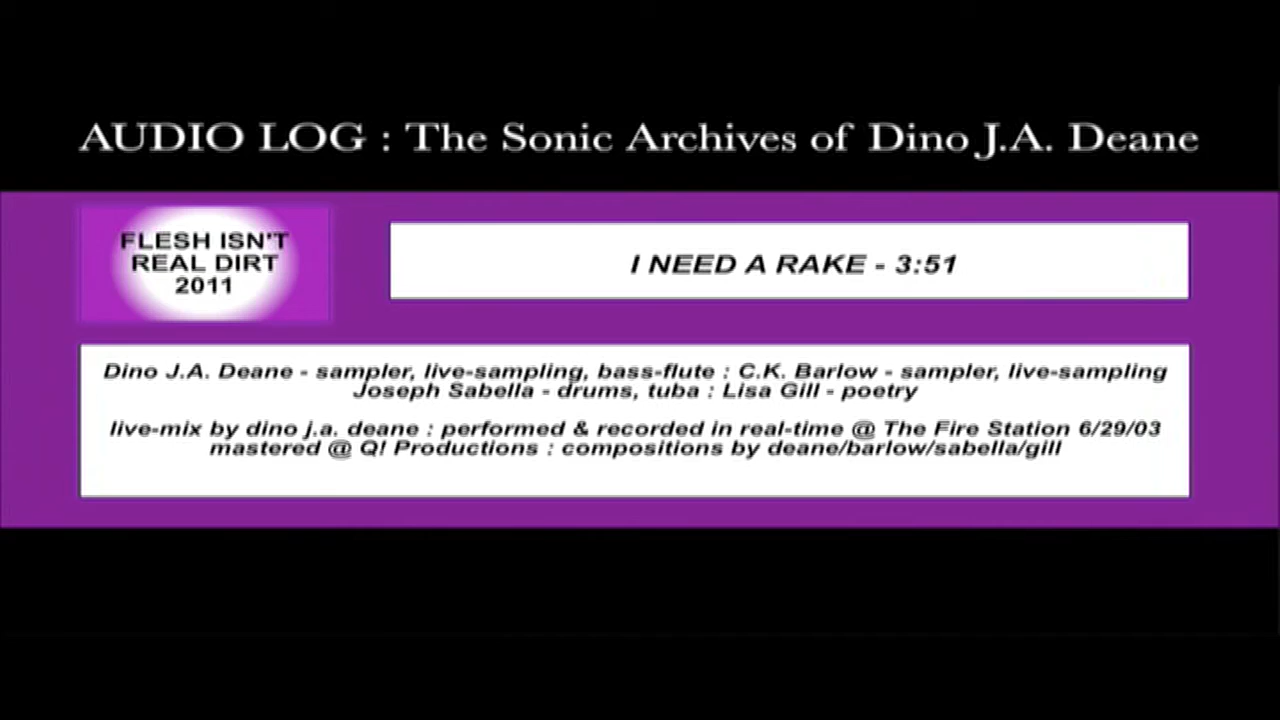 AUDIO LOG : The Sonic Archives of Dino J.A. Deane
FLESH ISN'T
REAL DIRT
2011
I NEED A RAKE - 3:51
Dino J.A. Deane - sampler, live-sampling, bass-flute : C.K. Barlow - sampler, live-sampling
Joseph Sabella - drums, tuba : Lisa Gill - poetry
live-mix by dino j.a. deane : performed & recorded in real-time @ The Fire Station 6/29/03
mastered @ Q! Productions : compositions by deane/barlow/sabella/gill